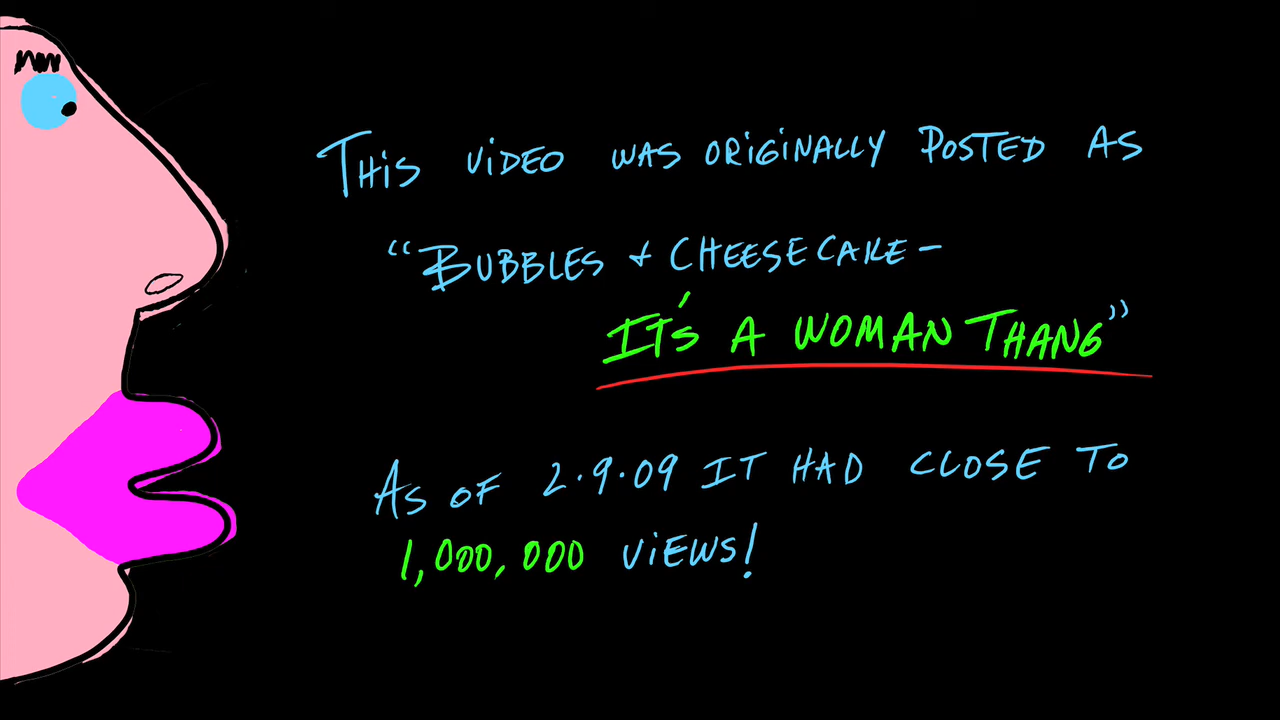 This video was originally posted as
“Bubbles + Cheesecake –
It's a woman thang”
As of 2.9.09 it had close to
1,000,000 views!